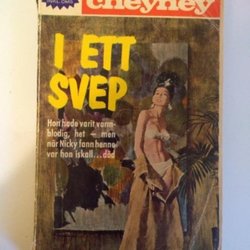 cheyney
I ETT
SVEP
Hon hade varit varm-
blodig, het – men
när Nicky fann henne
var hon iskall...död